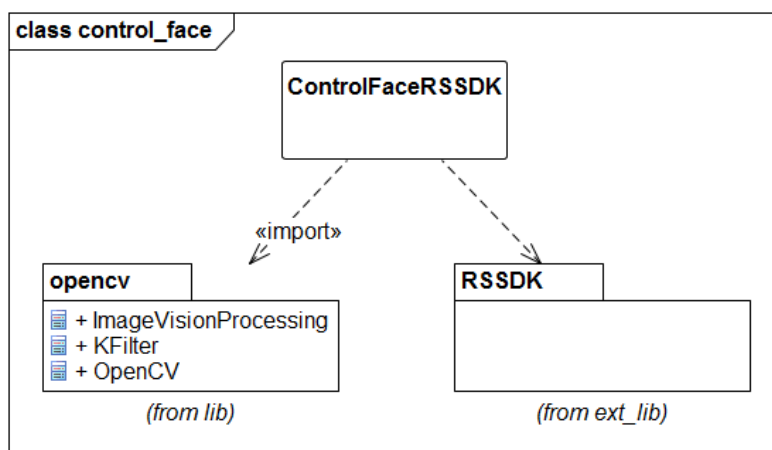 class control_face
ControlFaceRSSDK
«import»
opencv
+ ImageVisionProcessing
+ KFilter
+ OpenCV
(from lib)
RSSDK
(from ext_lib)